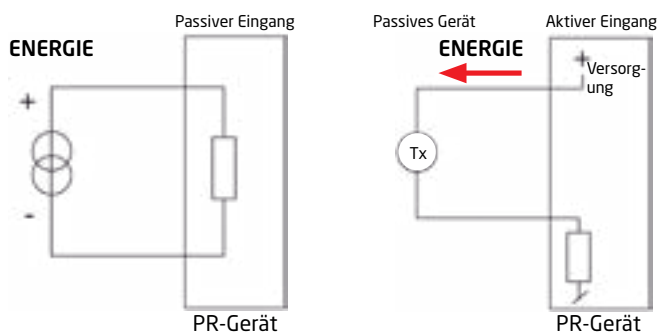 Passiver Eingang
ENERGIE
+
-
PR-Gerät
Passives Gerät
Aktiver Eingang
ENERGIE
+
Versorg-
ung
Tx
PR-Gerät